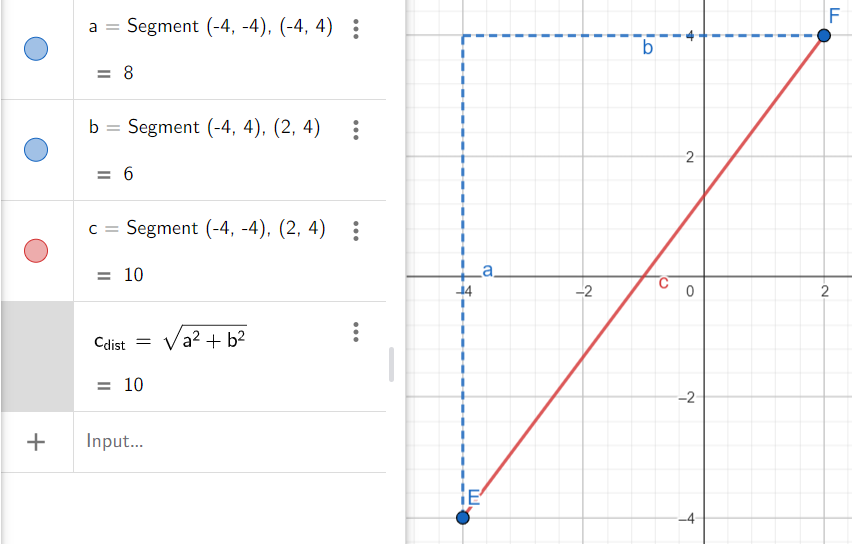 a = Segment (-4, -4), (-4, 4)
= 8
b = Segment (-4, 4), (2, 4)
= 6
c = Segment (-4, -4), (2, 4)
= 10
c_dist = √(a² + b²)
= 10
+ Input...
F
4
b
2
a
-4 −2 0 2
c
−2
E
−4